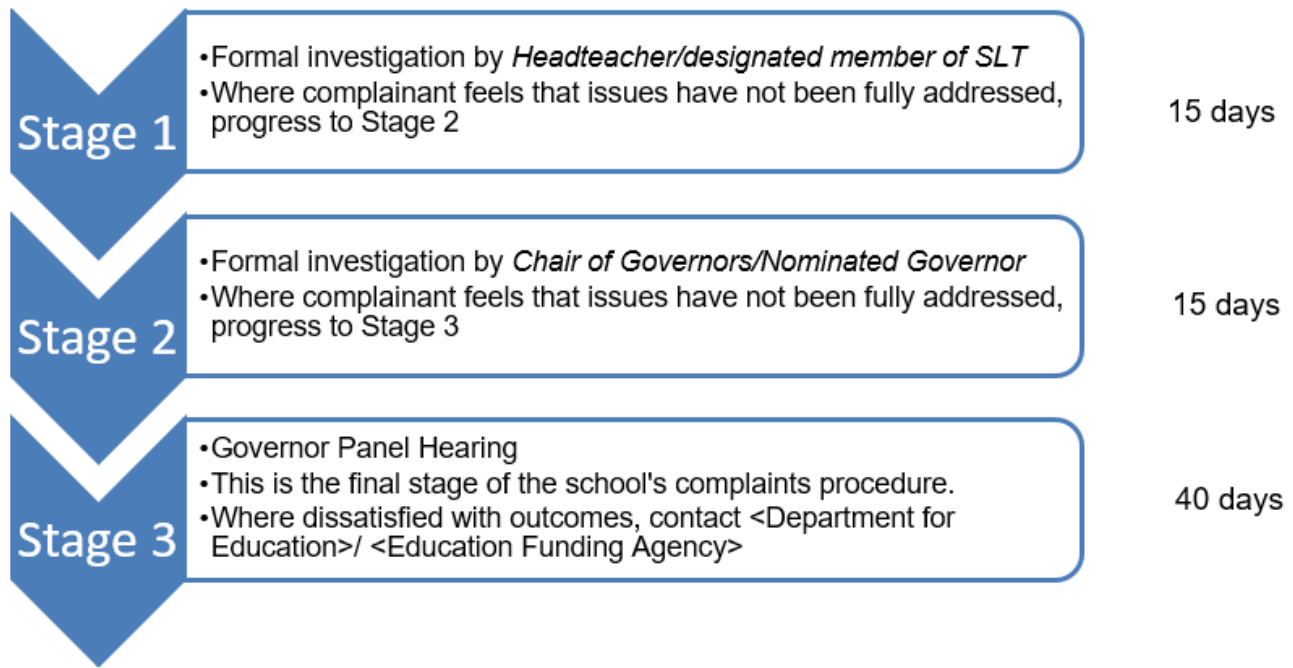 Stage 1
•Formal investigation by Headteacher/designated member of SLT
•Where complainant feels that issues have not been fully addressed,
progress to Stage 2
15 days
Stage 2
•Formal investigation by Chair of Governors/Nominated Governor
•Where complainant feels that issues have not been fully addressed,
progress to Stage 3
15 days
Stage 3
•Governor Panel Hearing
•This is the final stage of the school's complaints procedure.
•Where dissatisfied with outcomes, contact <Department for
Education>/ <Education Funding Agency>
40 days